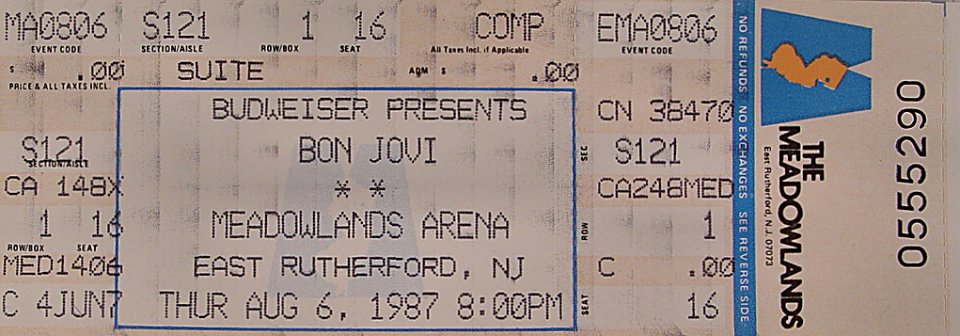 MA0806 S121 1 16 COMP EMA0806
EVENT CODE SECTION/AISLE ROW/BOX SEAT All Taxes Incl. if Applicable EVENT CODE
$ .00 SUITE ADM $ .00
PRICE & ALL TAXES INCL.
BUDWEISER PRESENTS
BON JOVI
* *
MEADOWLANDS ARENA
EAST RUTHERFORD, NJ
THUR AUG 6, 1987 8:00PM
S121
SECTION/AISLE
CA 148X
1 16
ROW/BOX SEAT
MED1406
C 4JUN7
CN 38470
SEC S121
CA248MED
ROW 1
C .00
SEAT 16
NO REFUNDS NO EXCHANGES SEE REVERSE SIDE
THE
MEADOWLANDS
East Rutherford, N.J. 07073
0555290